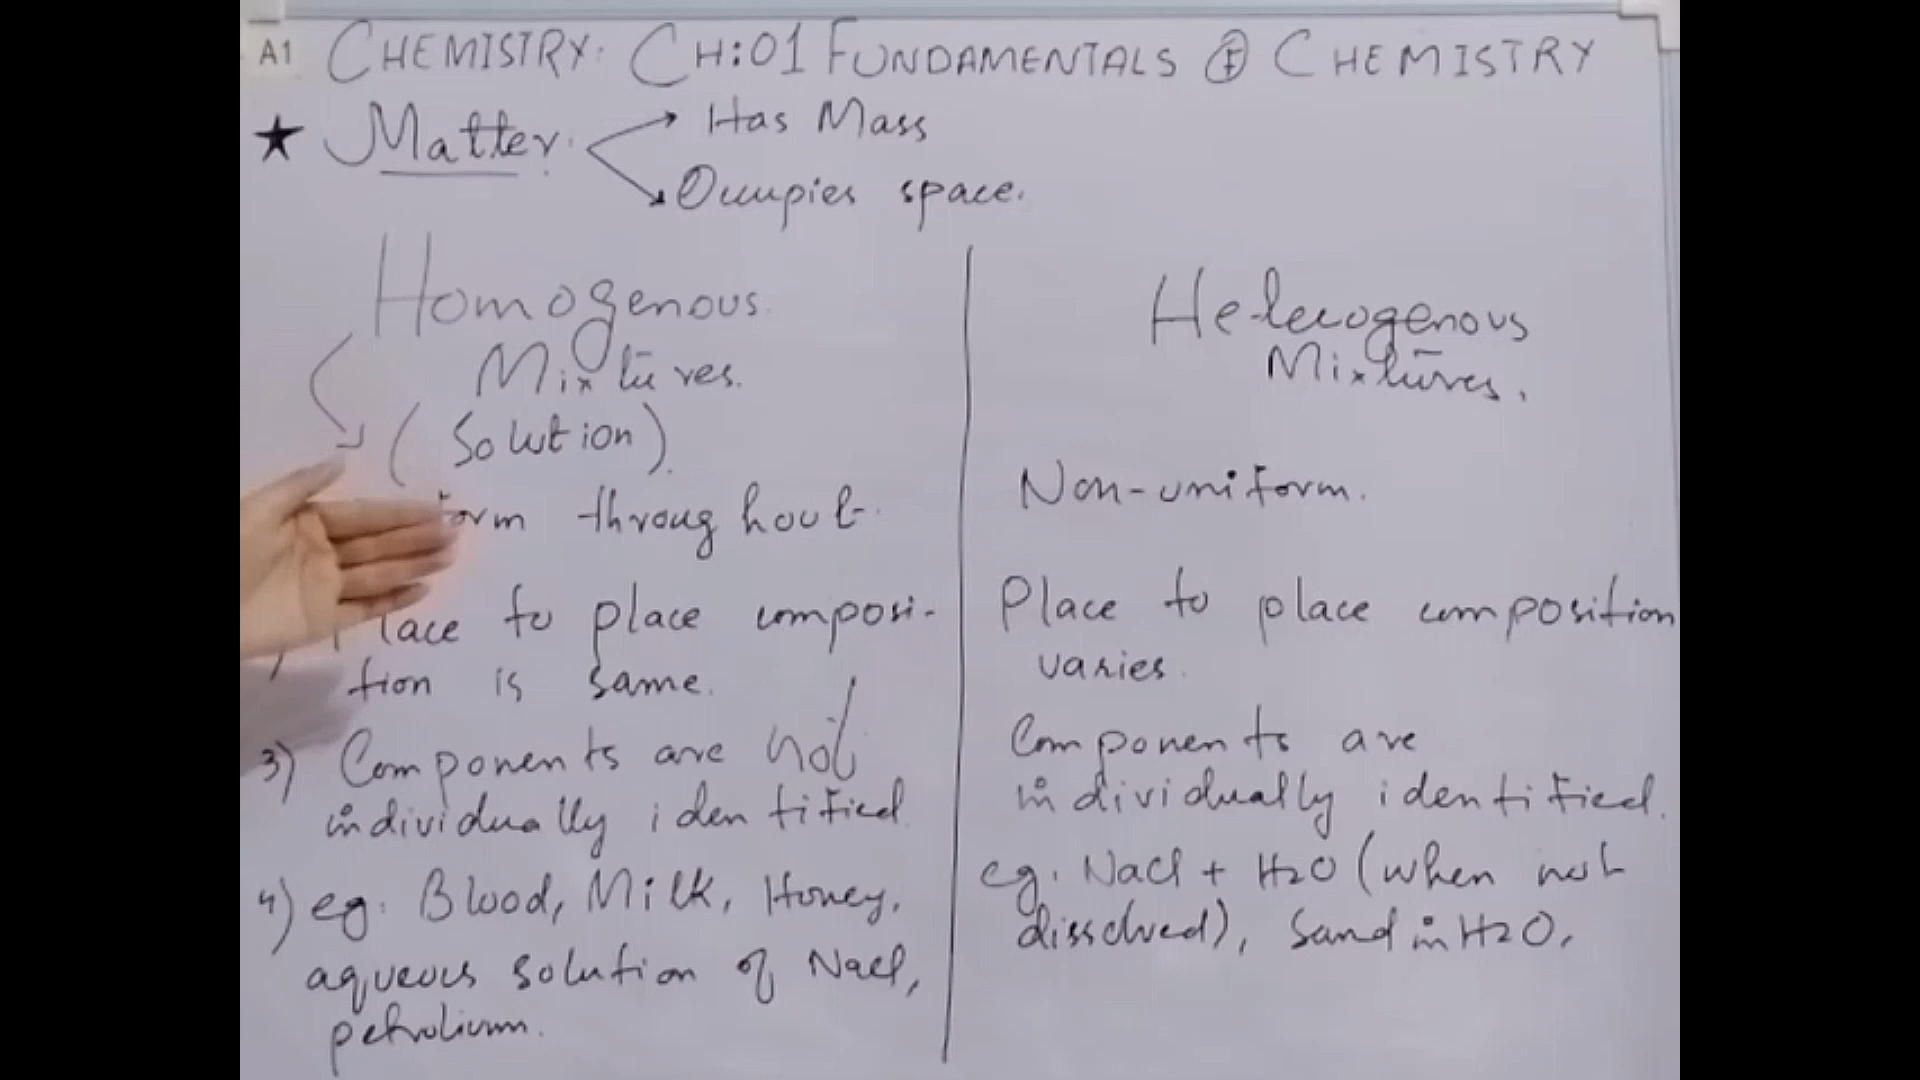 A1 CHEMISTRY: CH:01 FUNDAMENTALS OF CHEMISTRY
★ Matter: Has Mass
Occupies space.
Homogenous
Mixtures.
(Solution).
form throughout.
Place to place composi-
tion is same.
3) Components are not
individually identified.
4) eg: Blood, Milk, Honey,
aqueous solution of Nacl,
petrolium.
Heterogenous
Mixtures.
Non-uniform.
Place to place composition
varies.
Components are
individually identified.
eg. Nacl + H2O (when not
dissolved), Sand in H2O,